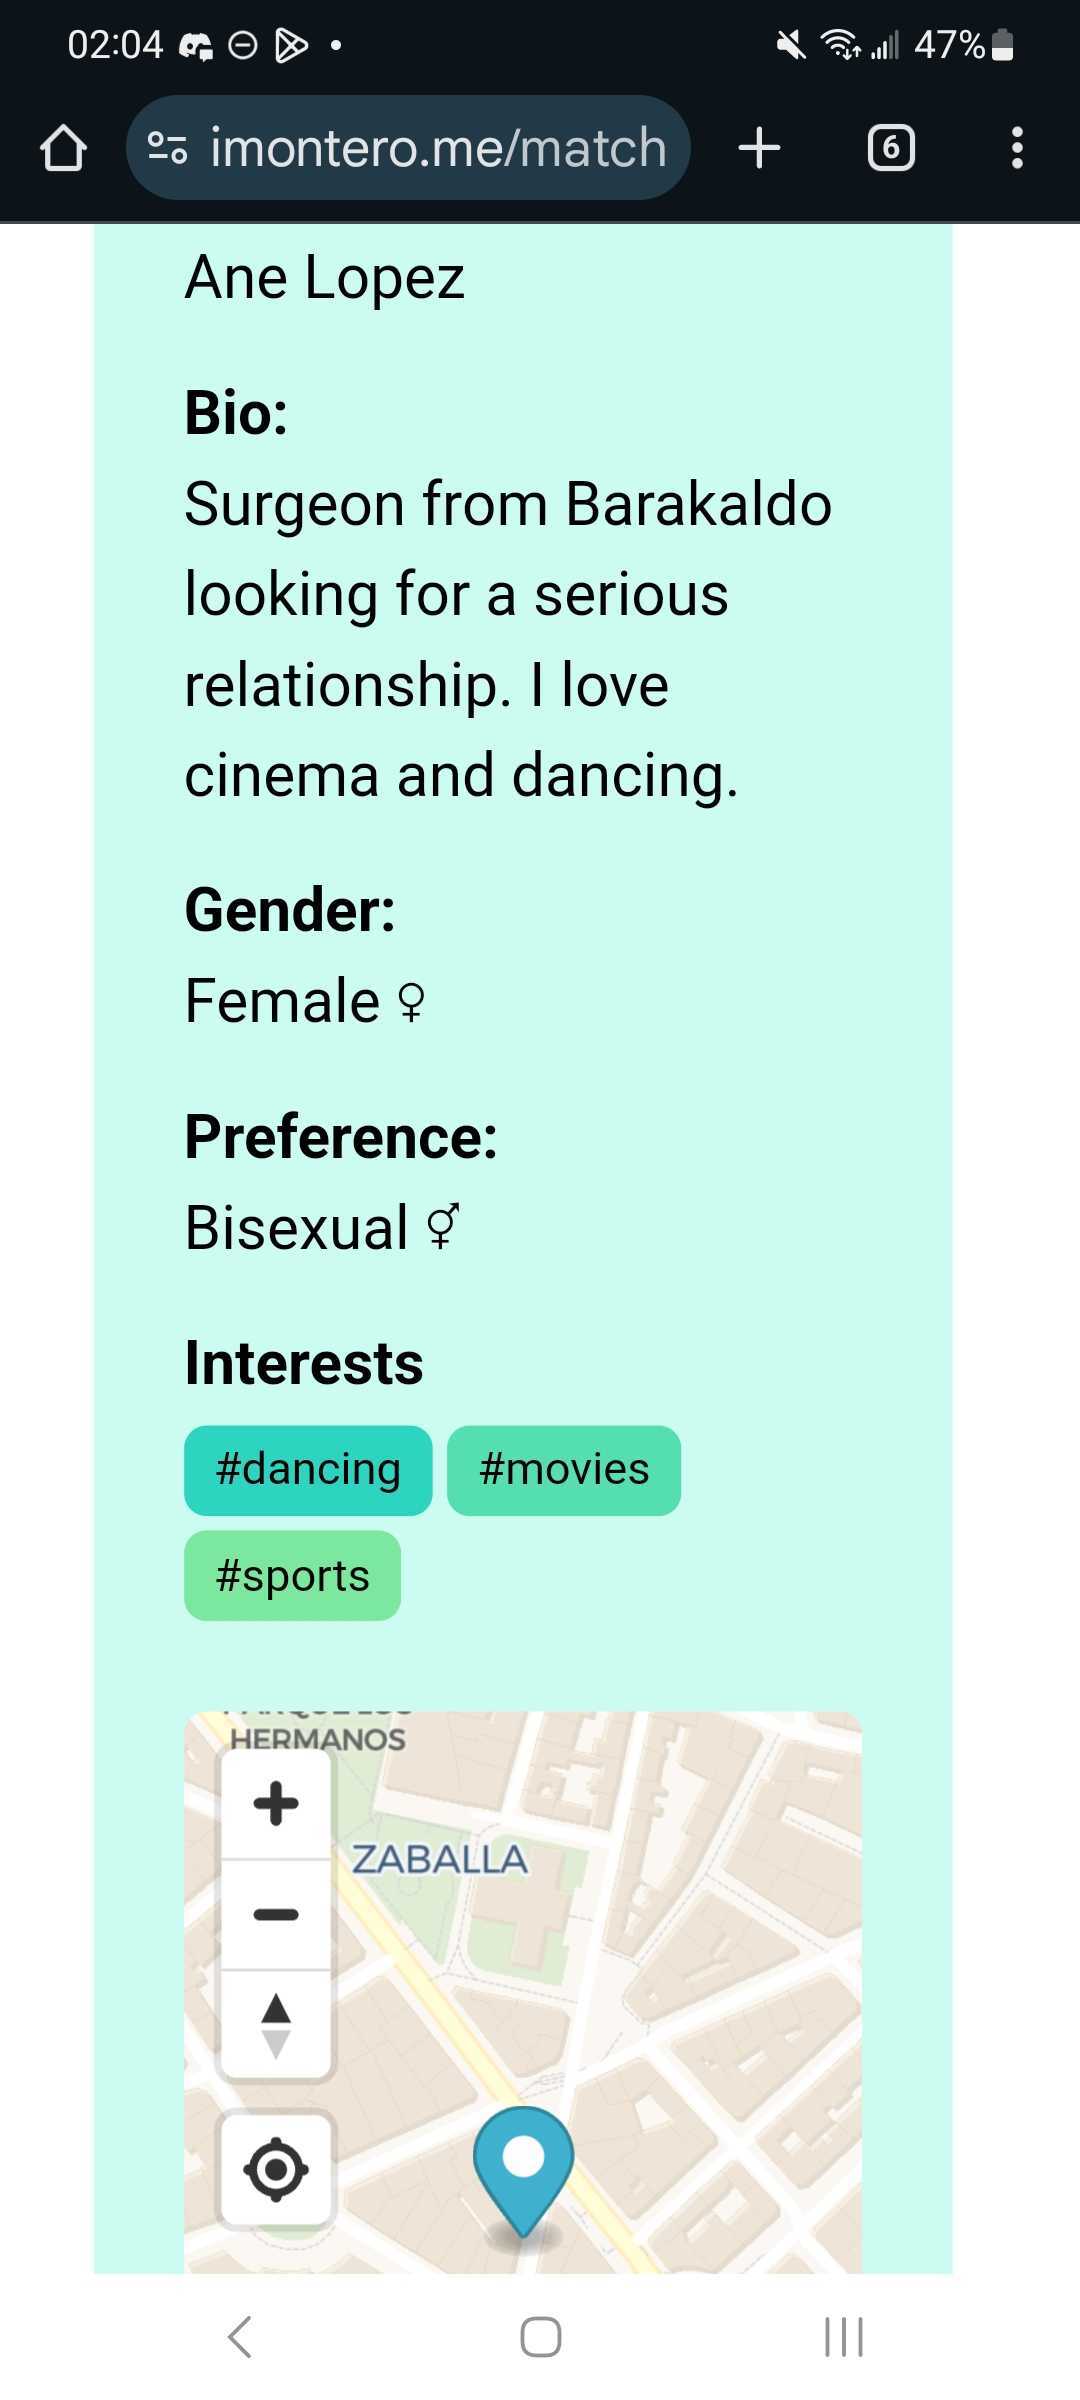 02:04
47%
imontero.me/match
6
Ane Lopez
Bio:
Surgeon from Barakaldo
looking for a serious
relationship. I love
cinema and dancing.
Gender:
Female ♀
Preference:
Bisexual ⚥
Interests
#dancing #movies
#sports
HERMANOS
ZABALLA